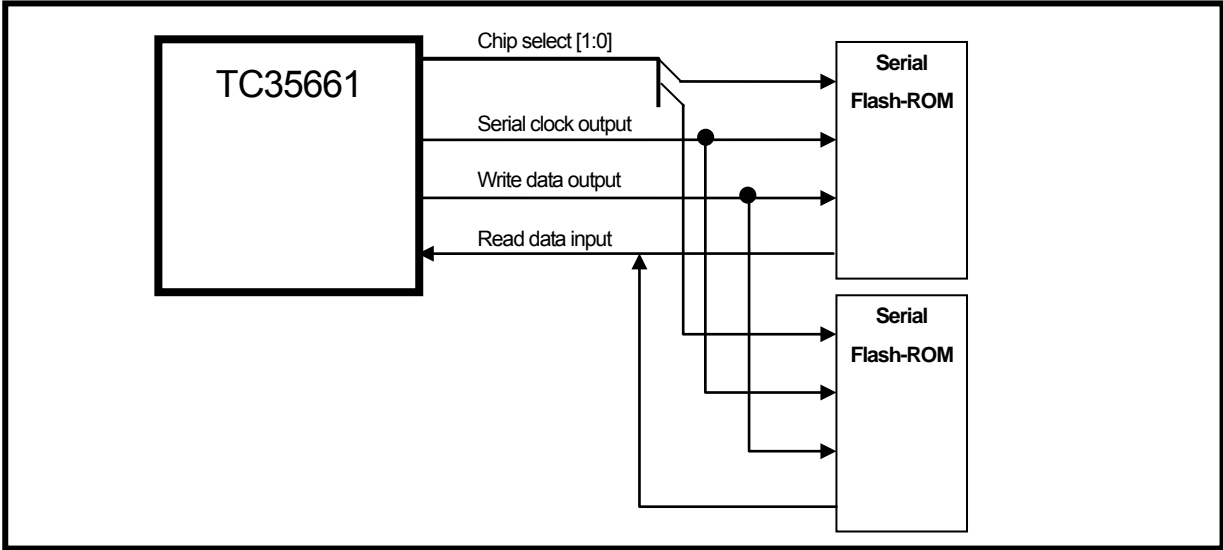 TC35661
Chip select [1:0]
Serial clock output
Write data output
Read data input
Serial
Flash-ROM
Serial
Flash-ROM